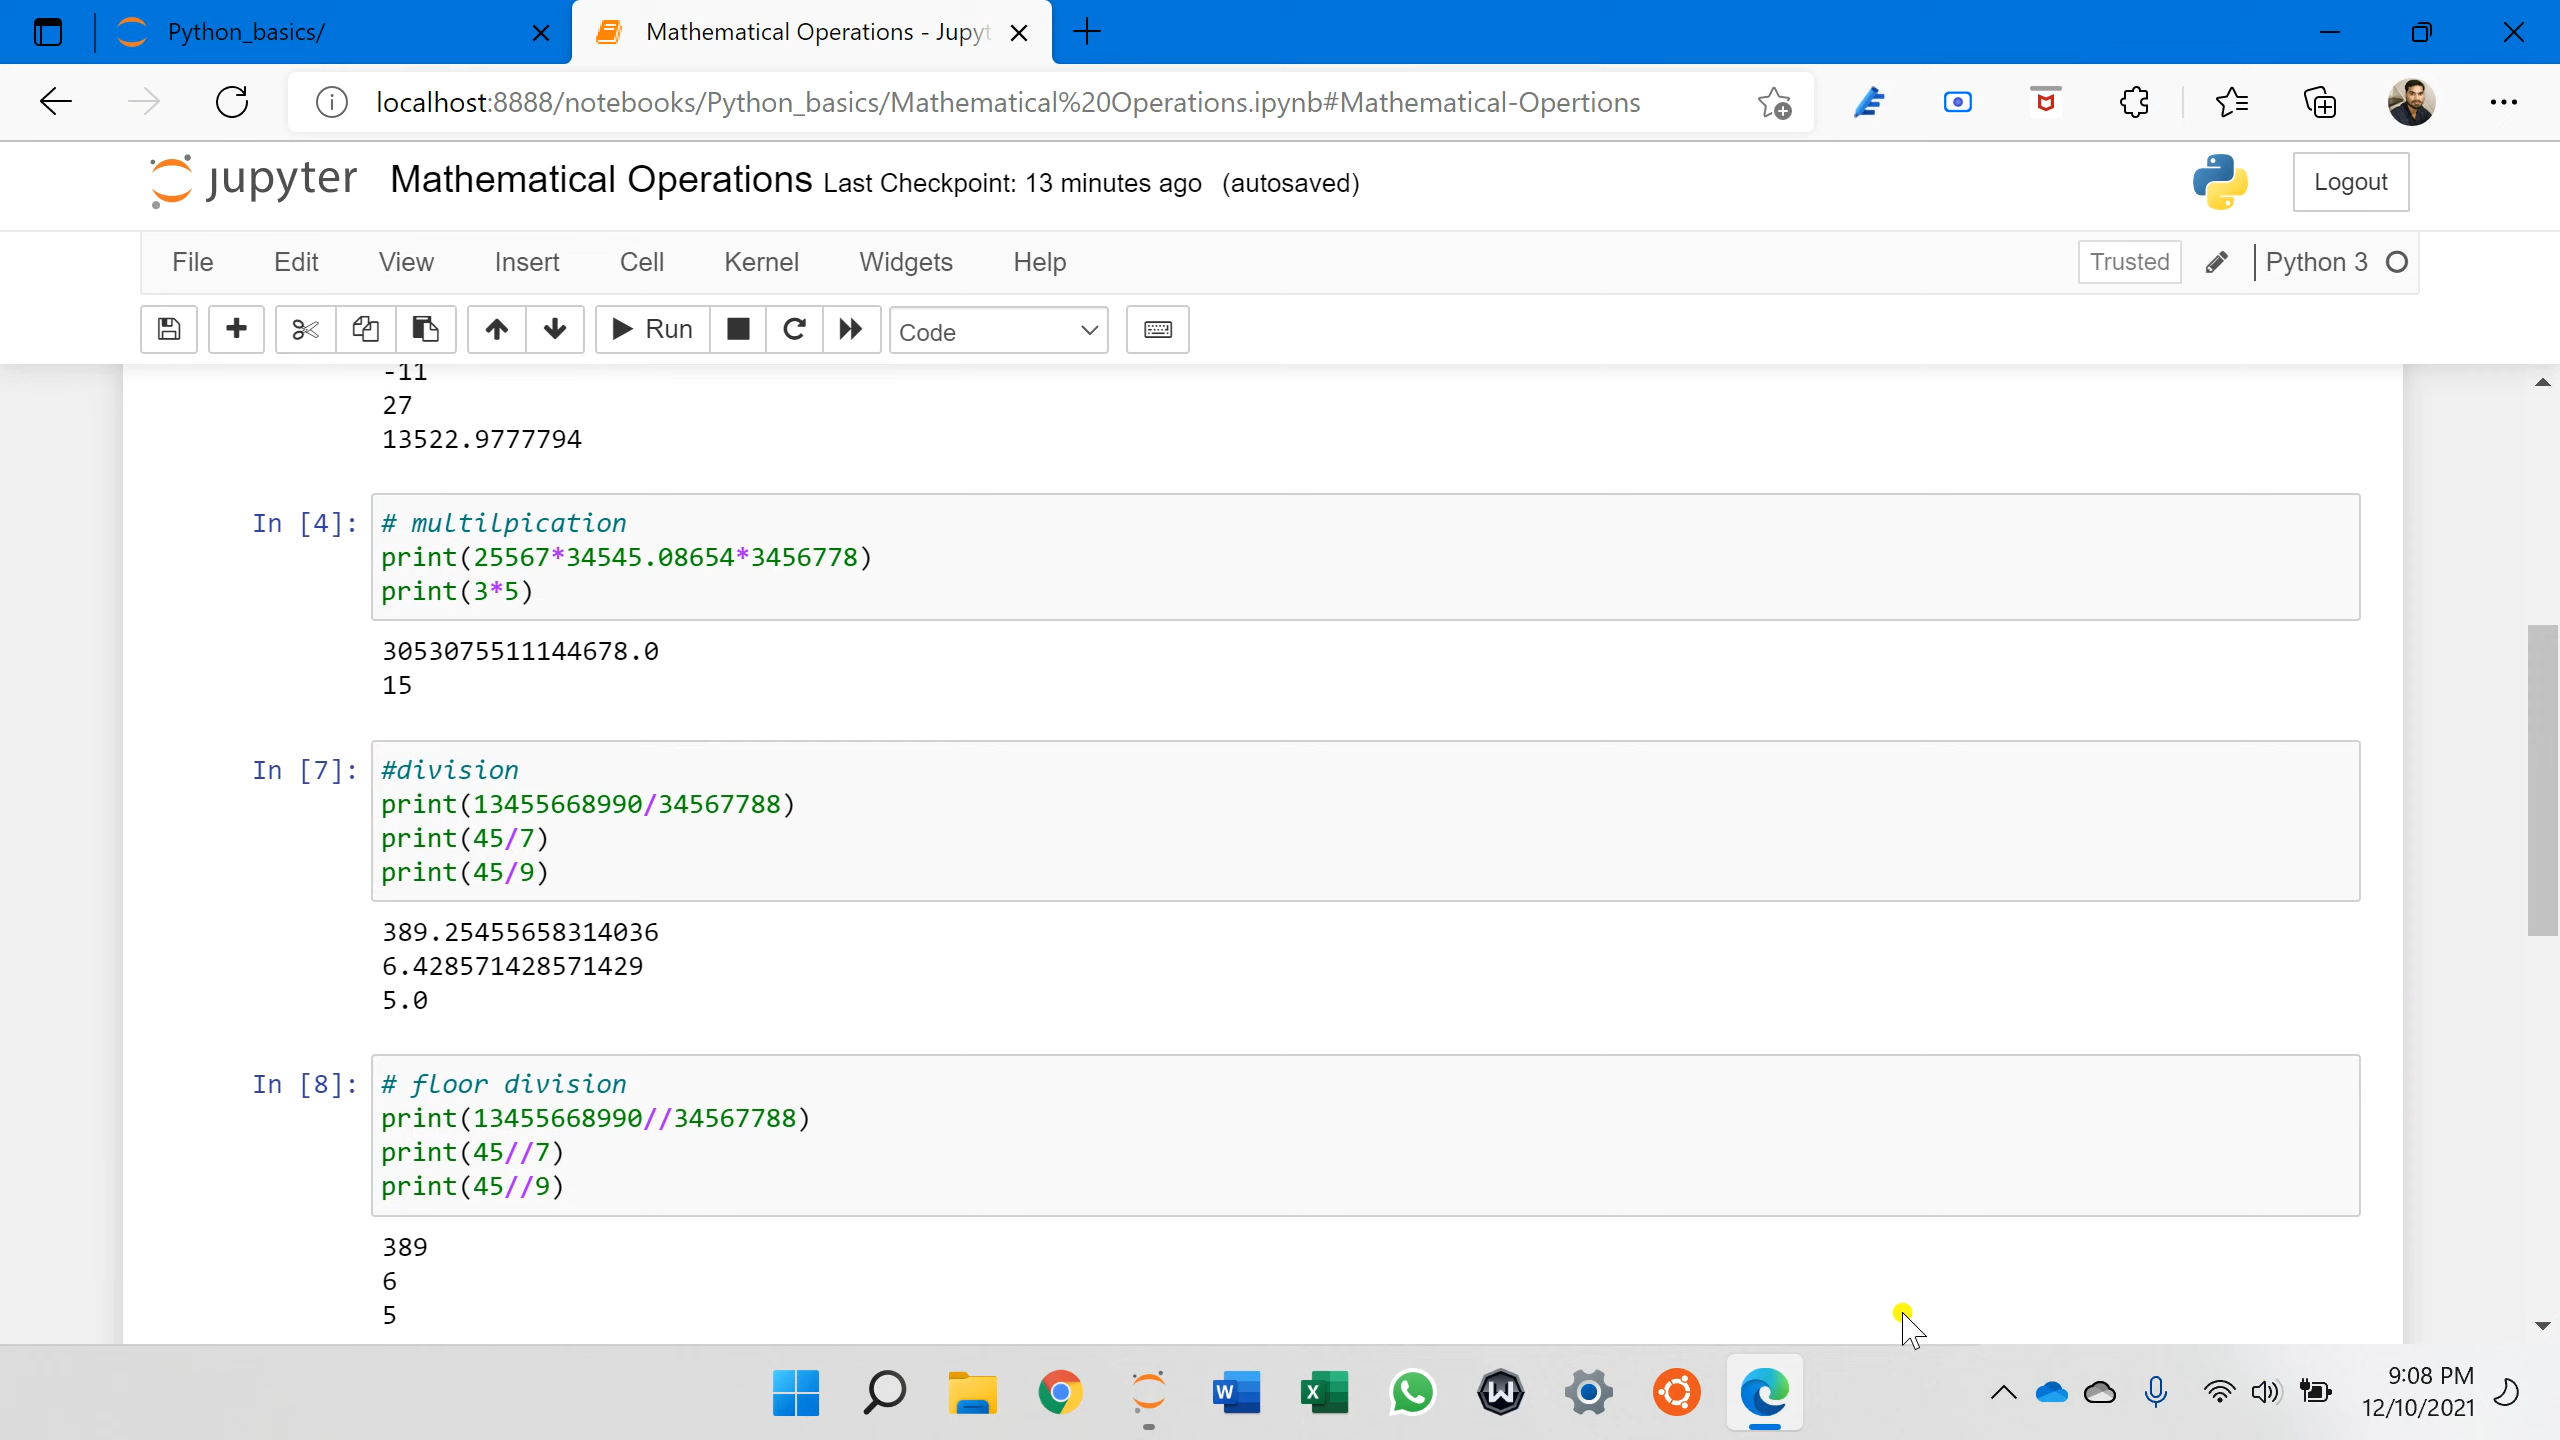 Python_basics/
Mathematical Operations - Jupyt
localhost:8888/notebooks/Python_basics/Mathematical%20Operations.ipynb#Mathematical-Opertions
jupyter Mathematical Operations Last Checkpoint: 13 minutes ago (autosaved)
Logout
File Edit View Insert Cell Kernel Widgets Help
Trusted Python 3
Run Code
-11
27
13522.9777794
In [4]: # multilpication
print(25567*34545.08654*3456778)
print(3*5)
3053075511144678.0
15
In [7]: #division
print(13455668990/34567788)
print(45/7)
print(45/9)
389.25455658314036
6.428571428571429
5.0
In [8]: # floor division
print(13455668990//34567788)
print(45//7)
print(45//9)
389
6
5
9:08 PM
12/10/2021